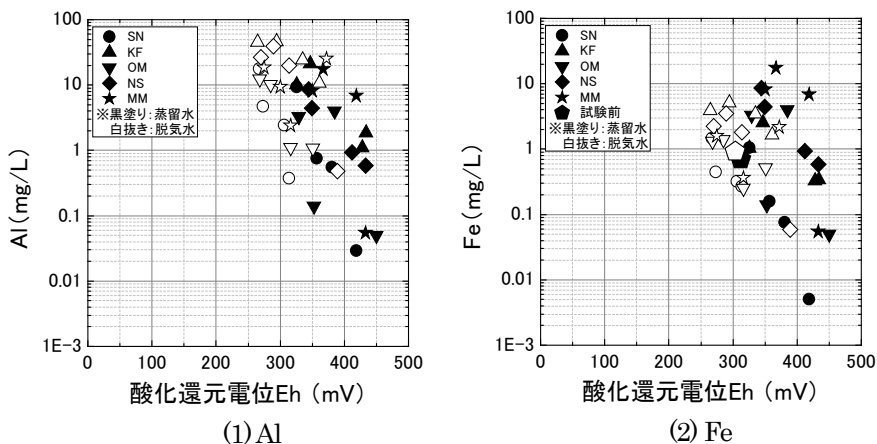 100
10
1
0.1
0.01
1E−3
Al(mg/L)
SN
KF
OM
NS
MM
※黒塗り:蒸留水
白抜き:脱気水
0 100 200 300 400 500
酸化還元電位Eh (mV)
(1) Al
100
10
1
0.1
0.01
1E−3
Fe(mg/L)
SN
KF
OM
NS
MM
試験前
※黒塗り:蒸留水
白抜き:脱気水
0 100 200 300 400 500
酸化還元電位Eh (mV)
(2) Fe